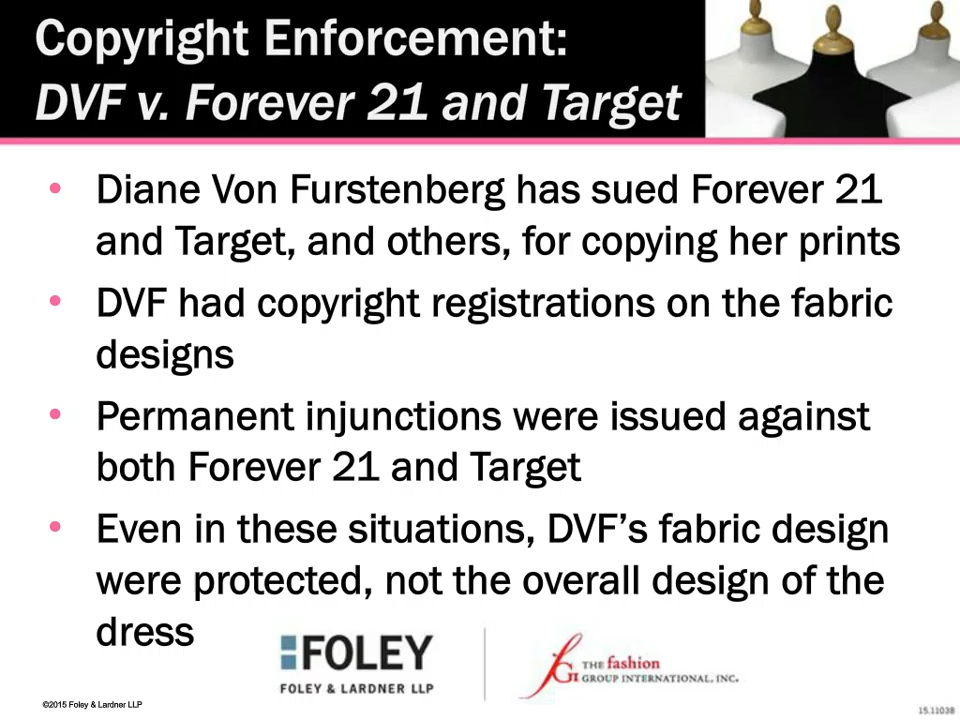 Copyright Enforcement:
DVF v. Forever 21 and Target
• Diane Von Furstenberg has sued Forever 21
and Target, and others, for copying her prints
• DVF had copyright registrations on the fabric
designs
• Permanent injunctions were issued against
both Forever 21 and Target
• Even in these situations, DVF’s fabric design
were protected, not the overall design of the
dress
FOLEY
FOLEY & LARDNER LLP
fGI THE fashion
GROUP INTERNATIONAL, INC.
©2015 Foley & Lardner LLP
15.11038